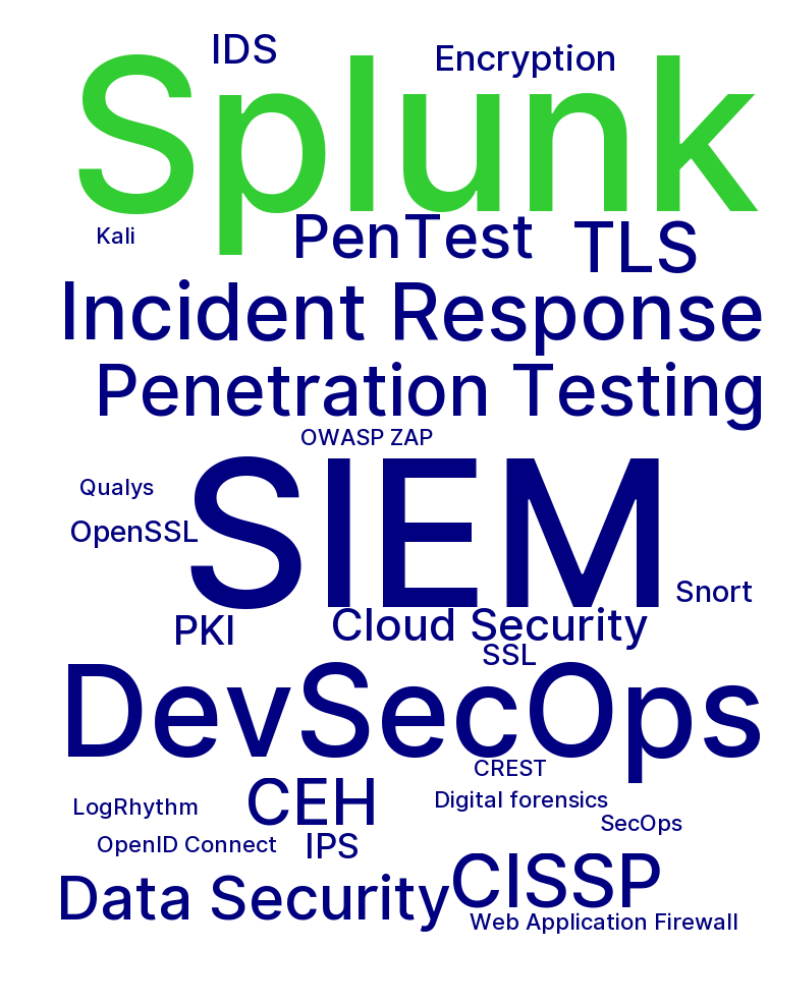 IDS
Encryption
Splunk
Kali
PenTest
TLS
Incident Response
Penetration Testing
OWASP ZAP
Qualys
SIEM
OpenSSL
Snort
PKI
Cloud Security
SSL
DevSecOps
CREST
CEH
Digital forensics
LogRhythm
SecOps
OpenID Connect
IPS
CISSP
Data Security
Web Application Firewall